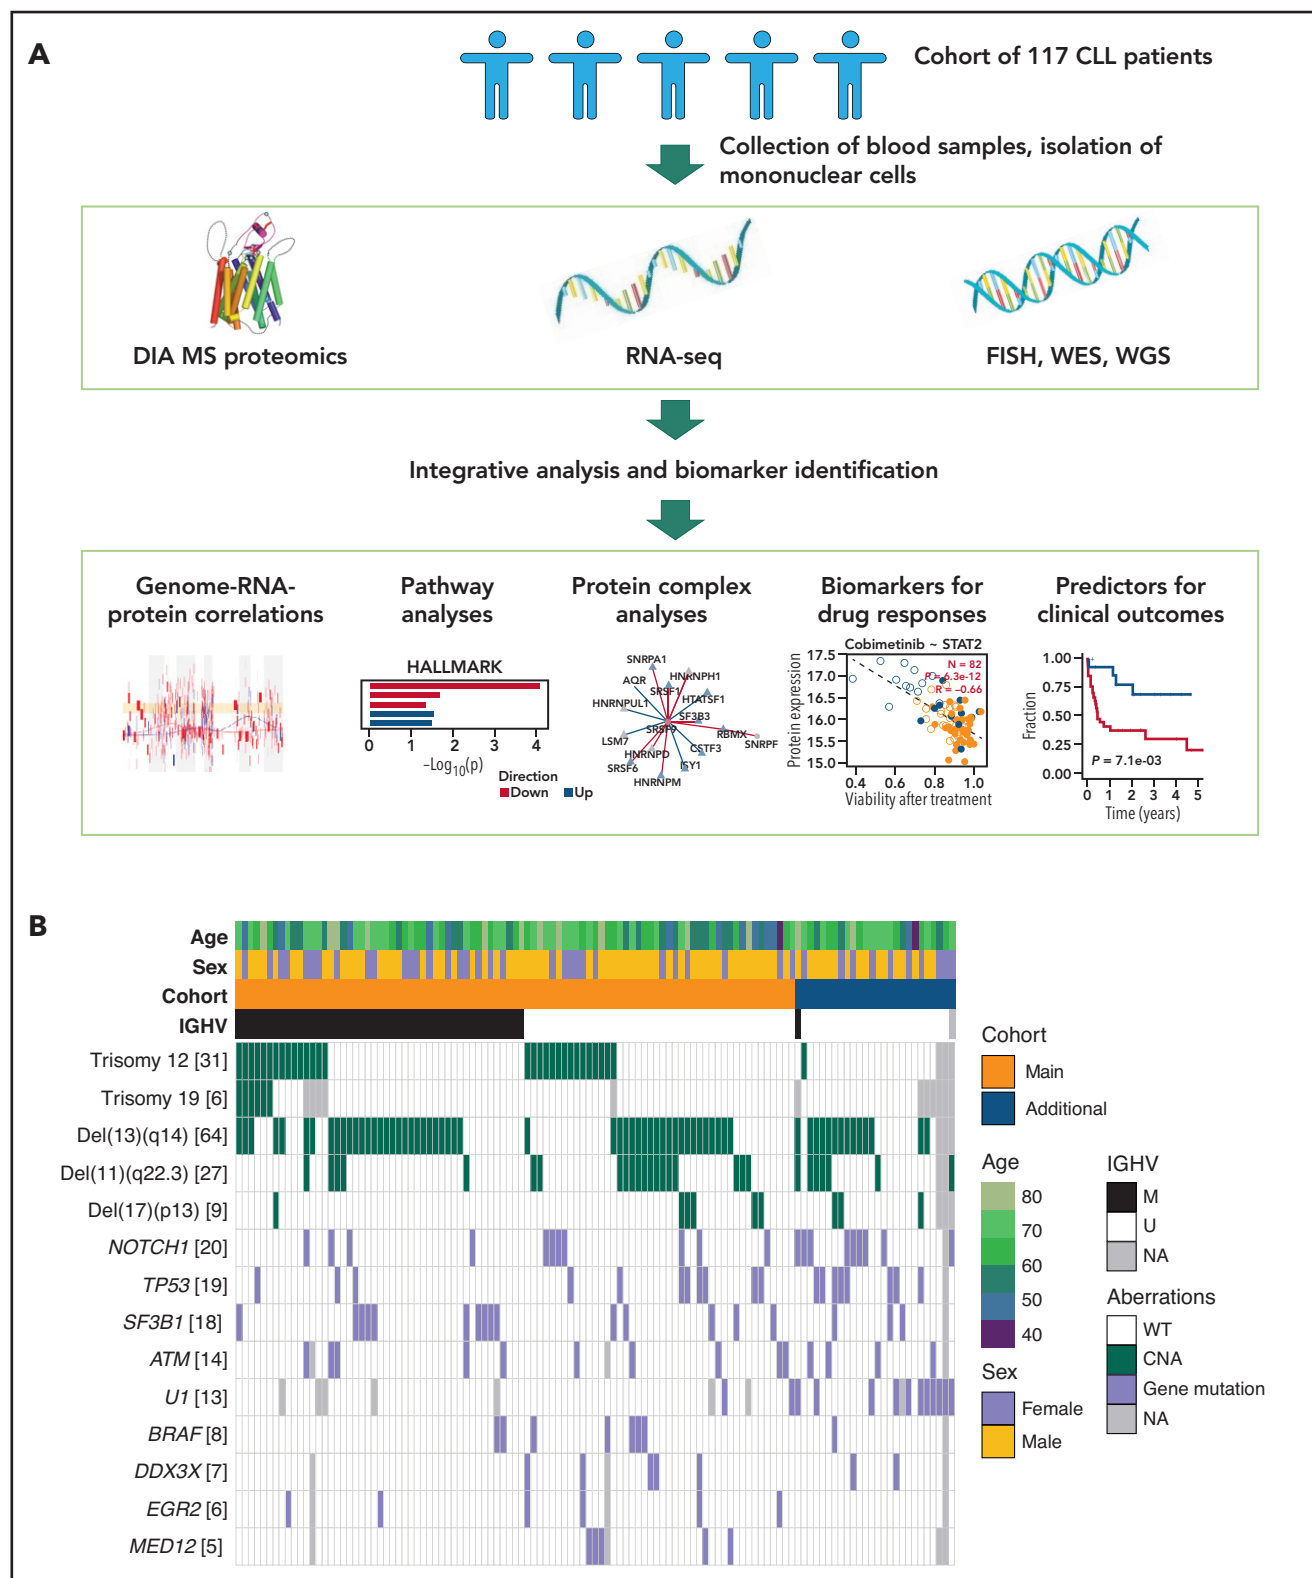 A
Cohort of 117 CLL patients
Collection of blood samples, isolation of
mononuclear cells
DIA MS proteomics
RNA-seq
FISH, WES, WGS
Integrative analysis and biomarker identification
Genome-RNA-
protein correlations
Pathway
analyses
HALLMARK
0 1 2 3 4
–Log10(p)
Direction
Down Up
Protein complex
analyses
SNRPA1
HNRNPH1
AQR
SRSF1
HTATSF1
HNRNPUL1
SF3B3
SRSF9
RBMX
SNRPF
LSM7
CSTF3
HNRNPD
ISY1
SRSF6
HNRNPM
Biomarkers for
drug responses
Cobimetinib ~ STAT2
Protein expression
17.5
17.0
16.5
16.0
15.5
15.0
N = 82
P = 6.3e-12
R = –0.66
0.4 0.6 0.8 1.0
Viability after treatment
Predictors for
clinical outcomes
Fraction
1.00
0.75
0.50
0.25
0.00
P = 7.1e-03
0 1 2 3 4 5
Time (years)
B
Age
Sex
Cohort
IGHV
Trisomy 12 [31]
Trisomy 19 [6]
Del(13)(q14) [64]
Del(11)(q22.3) [27]
Del(17)(p13) [9]
NOTCH1 [20]
TP53 [19]
SF3B1 [18]
ATM [14]
U1 [13]
BRAF [8]
DDX3X [7]
EGR2 [6]
MED12 [5]
Cohort
Main
Additional
Age
80
70
60
50
40
Sex
Female
Male
IGHV
M
U
NA
Aberrations
WT
CNA
Gene mutation
NA